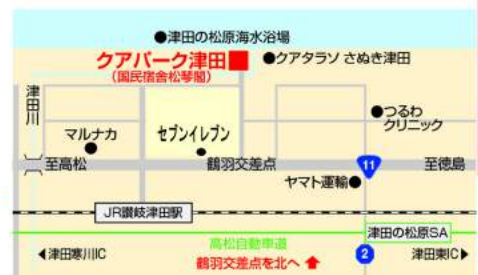 ●津田の松原海水浴場
クアパーク津田■ ●クアタラソ さぬき津田
(国民宿舎松琴閣)
津田川
●つるわ
クリニック
マルナカ
セブンイレブン
至高松
鶴羽交差点
11
至徳島
ヤマト運輸●
JR讃岐津田駅
津田の松原SA
高松自動車道
◀津田寒川IC
2
津田東IC▶
鶴羽交差点を北へ ↑